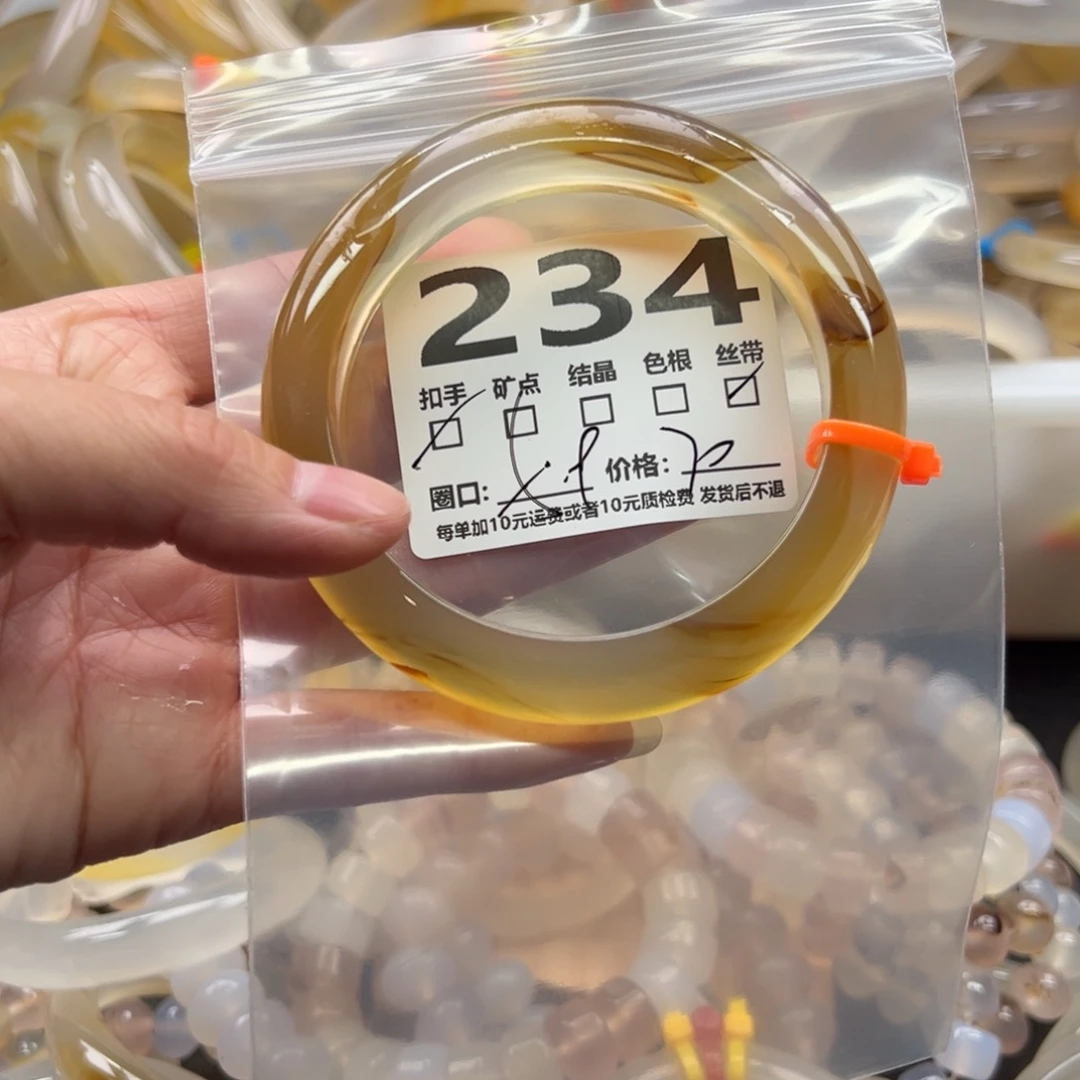 234
扣手 矿点 结晶 色根 丝带
圈口: 价格:
每单加10元运费或者10元质检费 发货后不退